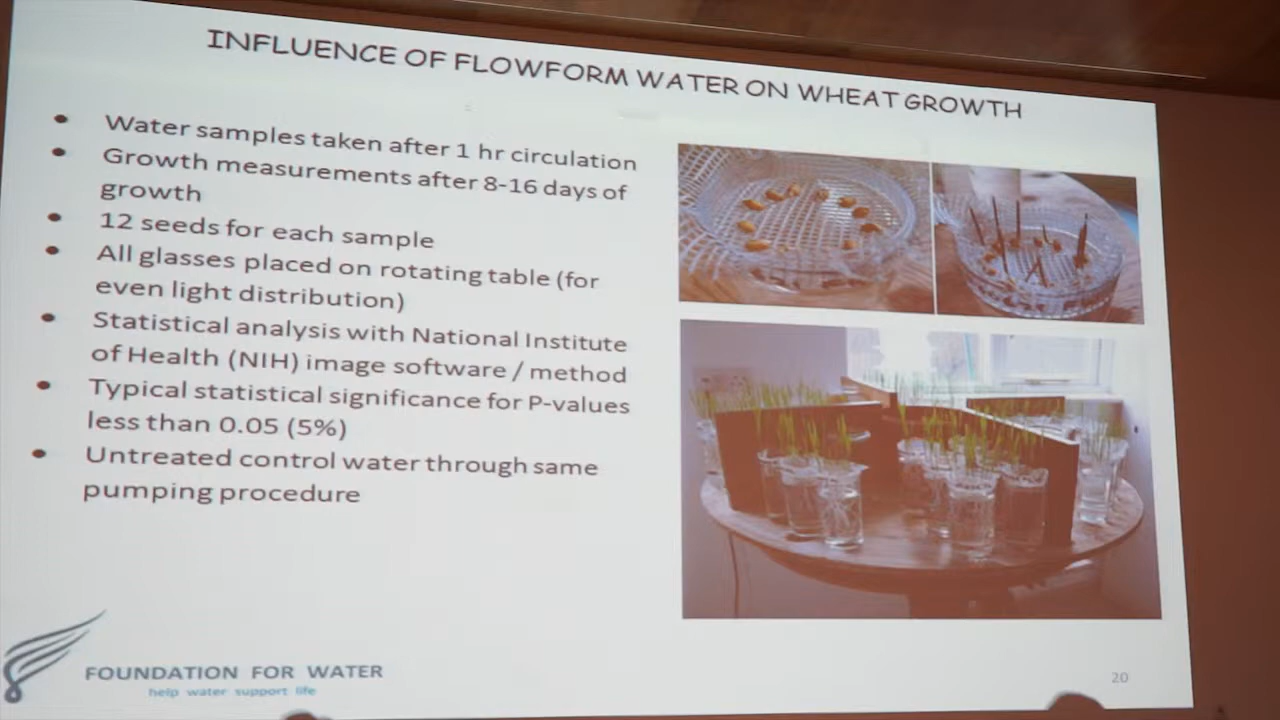 INFLUENCE OF FLOWFORM WATER ON WHEAT GROWTH
• Water samples taken after 1 hr circulation
• Growth measurements after 8-16 days of
growth
• 12 seeds for each sample
• All glasses placed on rotating table (for
even light distribution)
• Statistical analysis with National Institute
of Health (NIH) image software / method
• Typical statistical significance for P-values
less than 0.05 (5%)
• Untreated control water through same
pumping procedure
FOUNDATION FOR WATER
help water support life
20